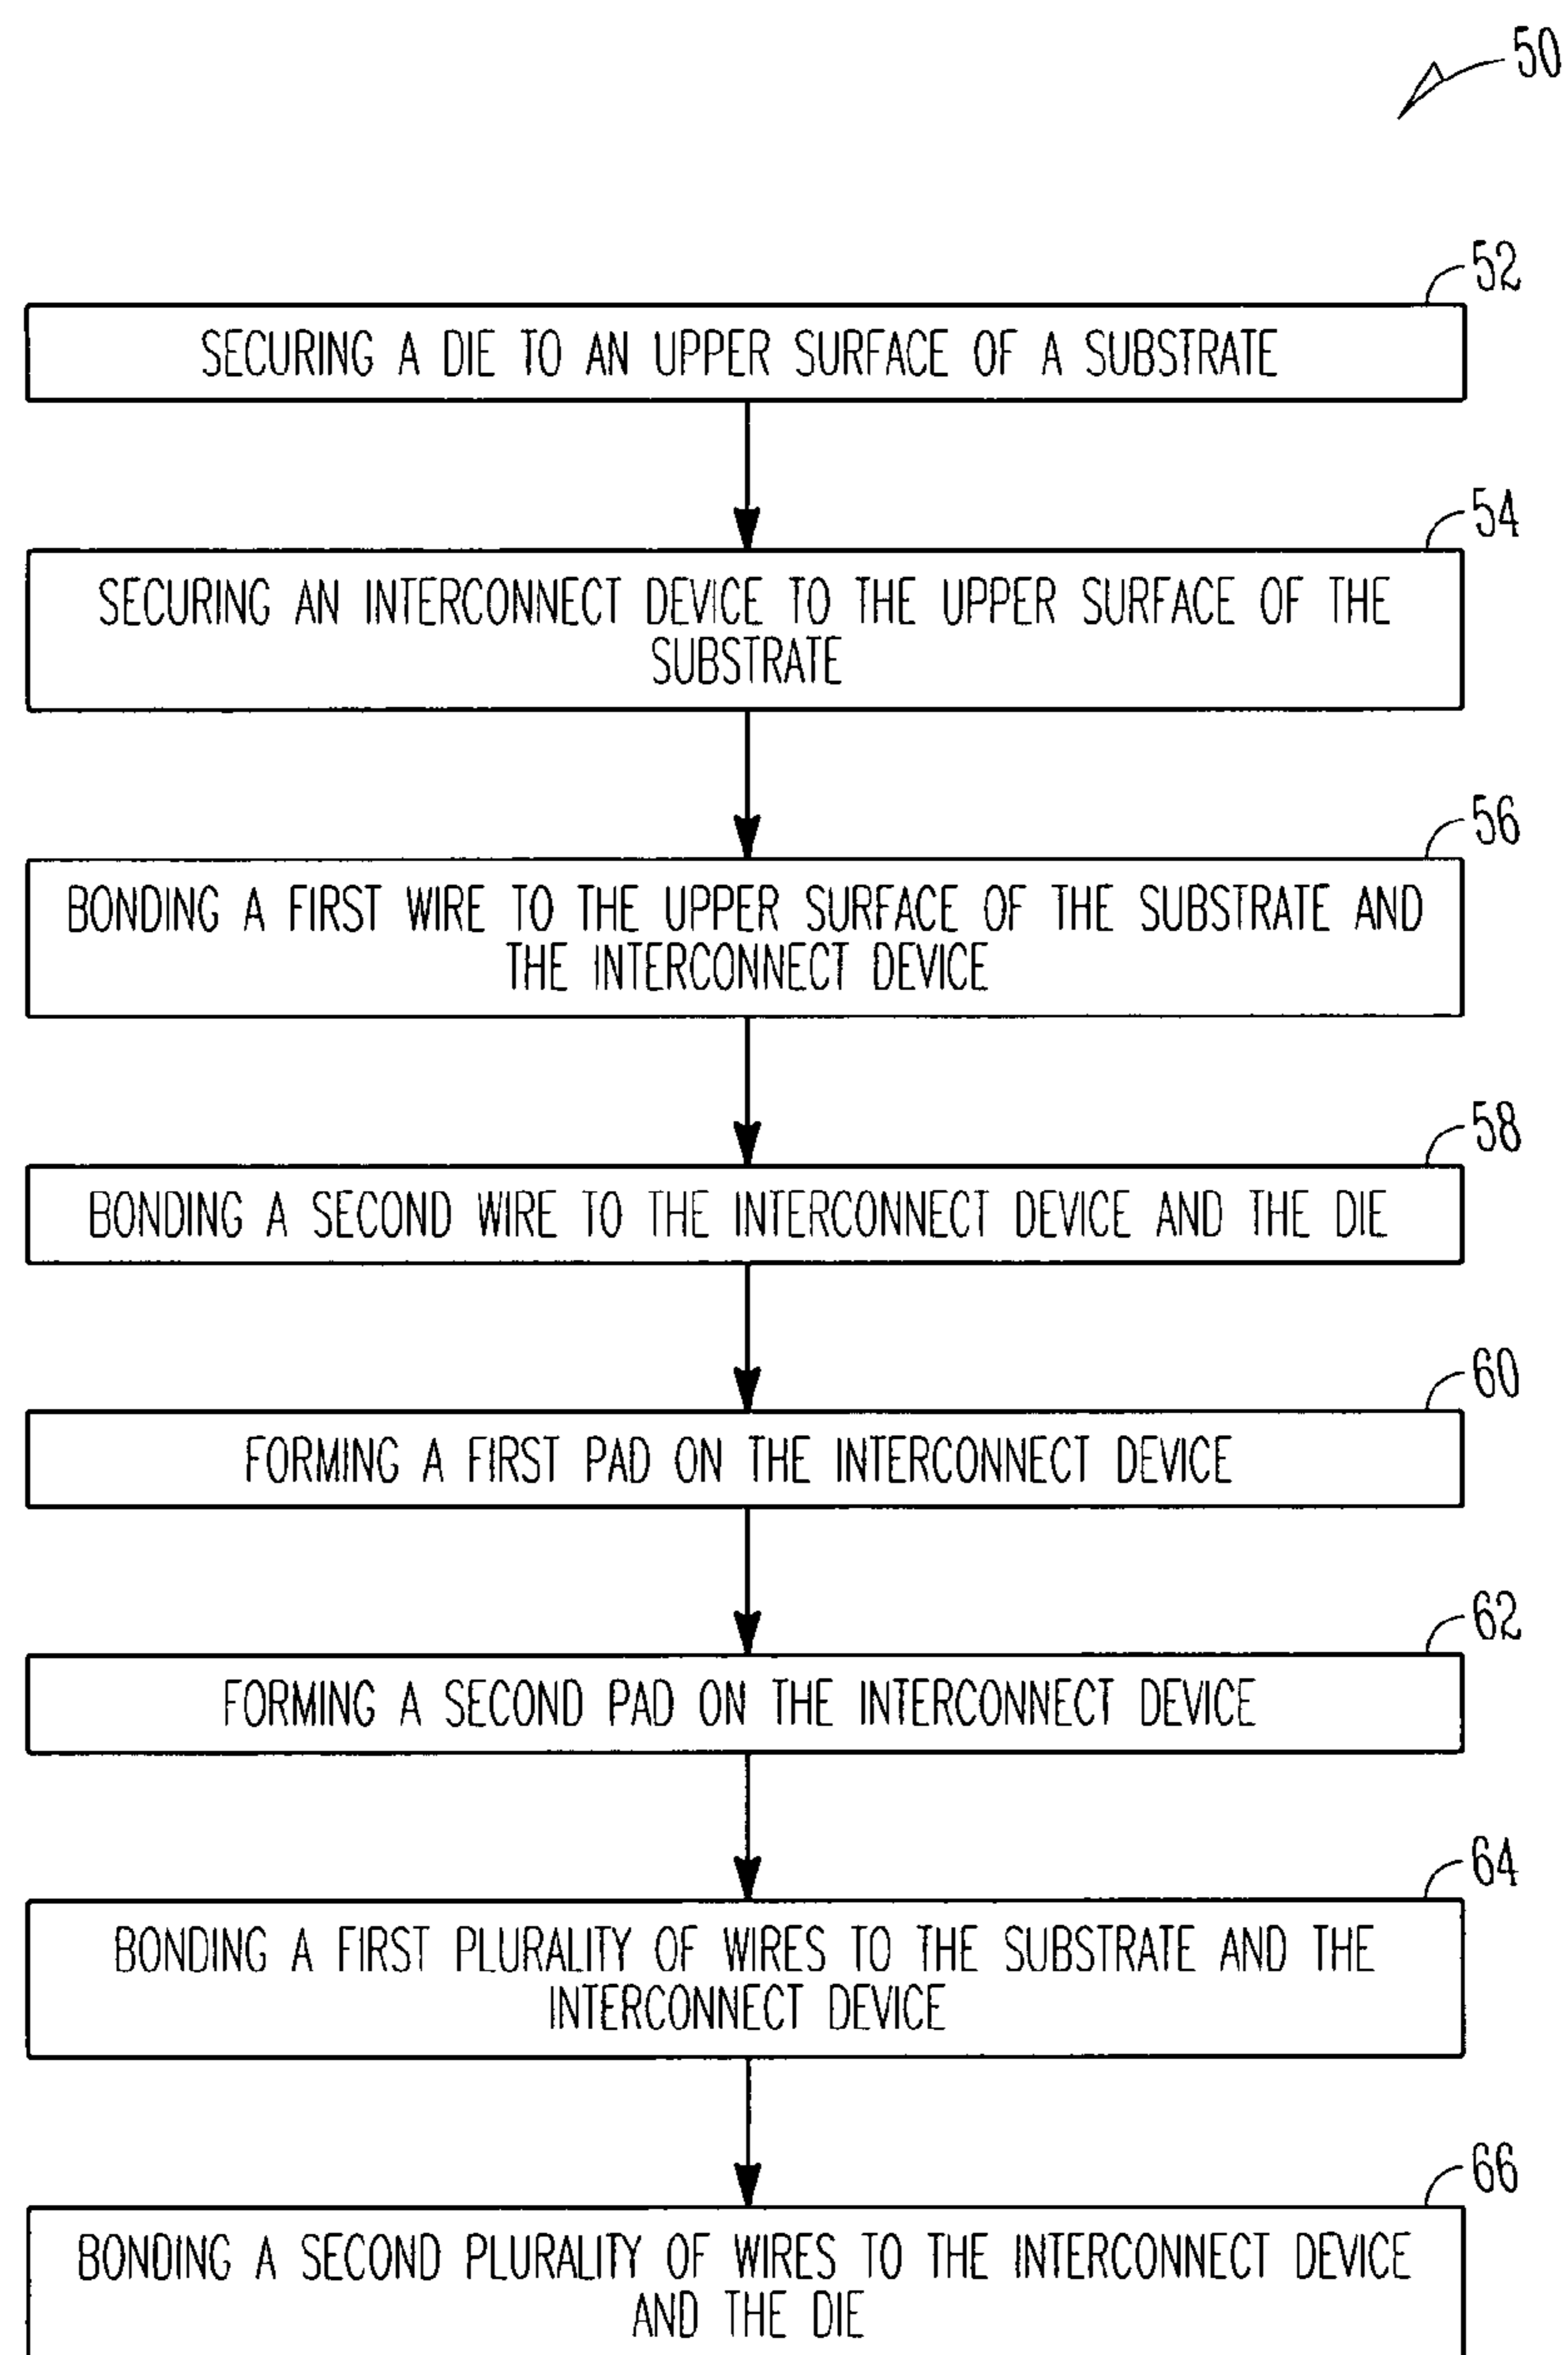 50
52
SECURING A DIE TO AN UPPER SURFACE OF A SUBSTRATE
54
SECURING AN INTERCONNECT DEVICE TO THE UPPER SURFACE OF THE
SUBSTRATE
56
BONDING A FIRST WIRE TO THE UPPER SURFACE OF THE SUBSTRATE AND
THE INTERCONNECT DEVICE
58
BONDING A SECOND WIRE TO THE INTERCONNECT DEVICE AND THE DIE
60
FORMING A FIRST PAD ON THE INTERCONNECT DEVICE
62
FORMING A SECOND PAD ON THE INTERCONNECT DEVICE
64
BONDING A FIRST PLURALITY OF WIRES TO THE SUBSTRATE AND THE
INTERCONNECT DEVICE
66
BONDING A SECOND PLURALITY OF WIRES TO THE INTERCONNECT DEVICE
AND THE DIE